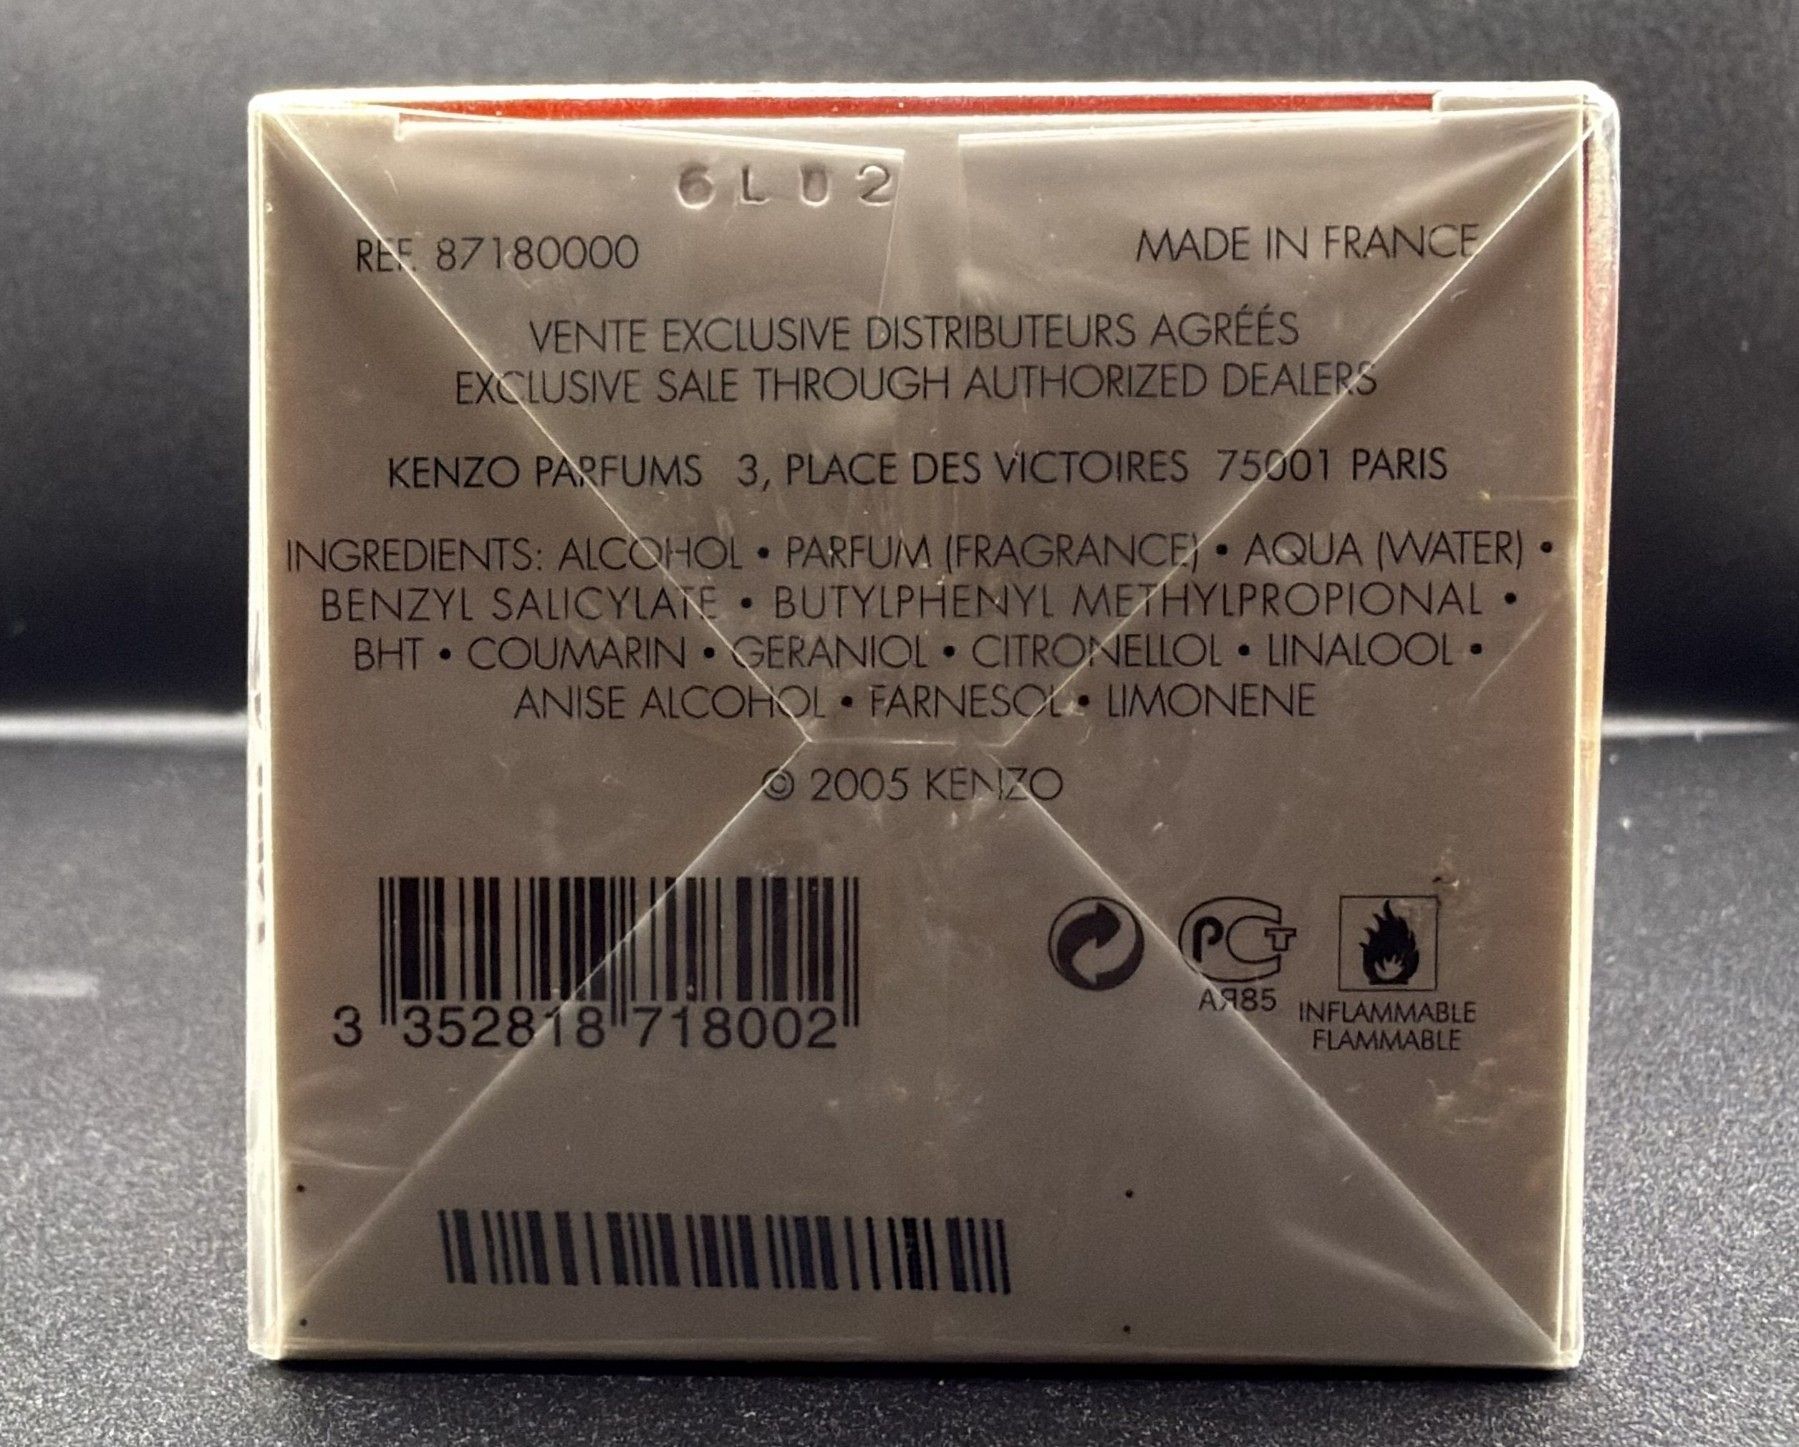 6L02
REF. 87180000
MADE IN FRANCE
VENTE EXCLUSIVE DISTRIBUTEURS AGRÉÉS
EXCLUSIVE SALE THROUGH AUTHORIZED DEALERS
KENZO PARFUMS 3, PLACE DES VICTOIRES 75001 PARIS
INGREDIENTS: ALCOHOL • PARFUM (FRAGRANCE) • AQUA (WATER) •
BENZYL SALICYLATE • BUTYLPHENYL METHYLPROPIONAL •
BHT • COUMARIN • GERANIOL • CITRONELLOL • LINALOOL •
ANISE ALCOHOL • FARNESOL • LIMONENE
© 2005 KENZO
3 352818 718002
РСТ
АЯ85
INFLAMMABLE
FLAMMABLE